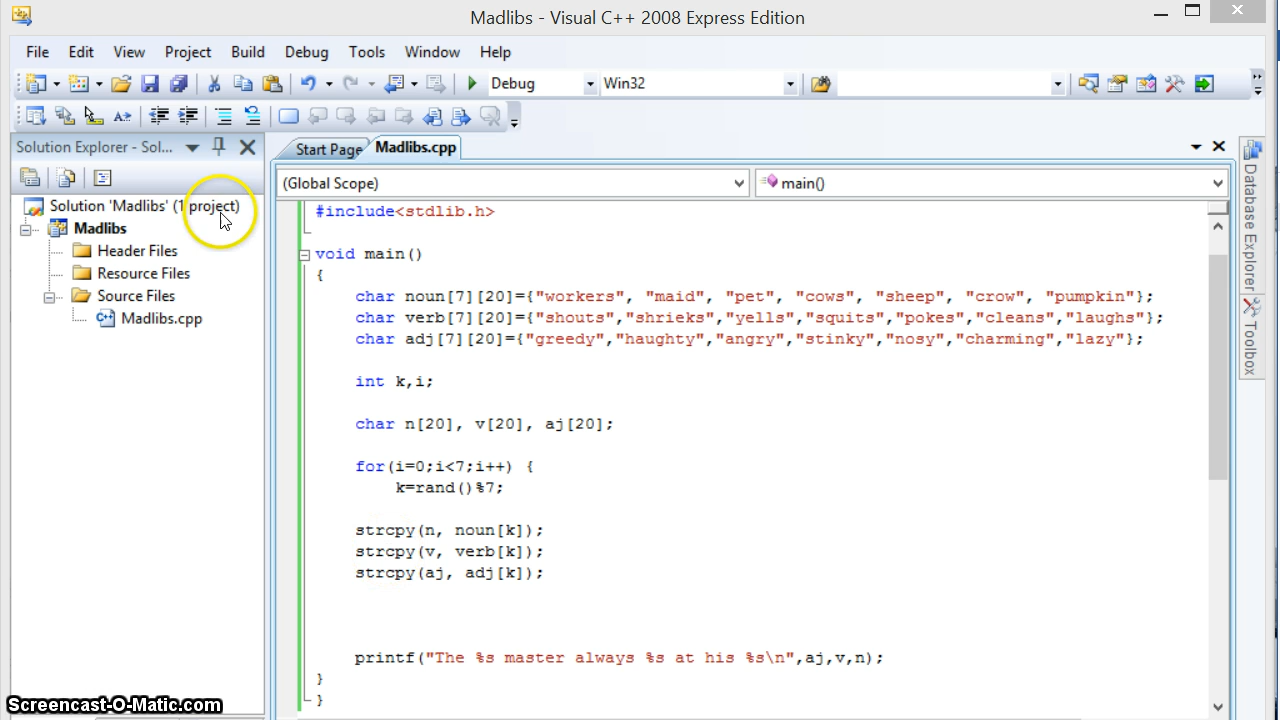 Madlibs - Visual C++ 2008 Express Edition
File Edit View Project Build Debug Tools Window Help
Debug Win32
Solution Explorer - Sol...
Start Page Madlibs.cpp
(Global Scope) main()
Solution 'Madlibs' (1 project)
Madlibs
Header Files
Resource Files
Source Files
Madlibs.cpp
#include<stdlib.h>
void main()
{
char noun[7][20]={"workers", "maid", "pet", "cows", "sheep", "crow", "pumpkin"};
char verb[7][20]={"shouts","shrieks","yells","squits","pokes","cleans","laughs"};
char adj[7][20]={"greedy","haughty","angry","stinky","nosy","charming","lazy"};
int k,i;
char n[20], v[20], aj[20];
for(i=0;i<7;i++) {
k=rand()%7;
strcpy(n, noun[k]);
strcpy(v, verb[k]);
strcpy(aj, adj[k]);
printf("The %s master always %s at his %s\n",aj,v,n);
}
}
Database Explorer
Toolbox
Screencast-O-Matic.com